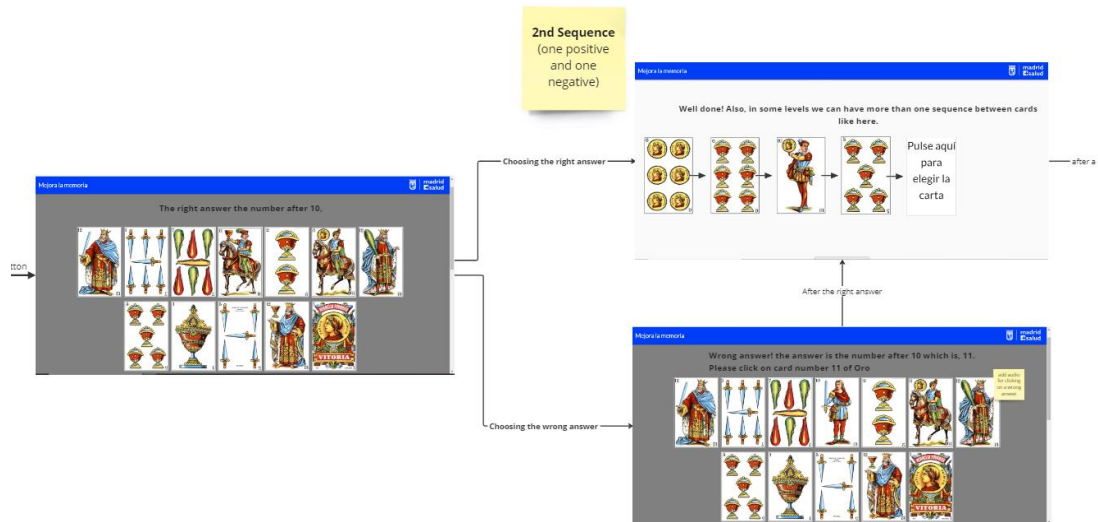 2nd Sequence
(one positive
and one
negative)
Mejora la memoria
madrid
salud
Well done! Also, in some levels we can have more than one sequence between cards
like here.
Pulse aquí
para
elegir la
carta
after a
Choosing the right answer
Mejora la memoria
madrid
salud
The right answer the number after 10,
tton
VITORIA
After the right answer
Choosing the wrong answer
Mejora la memoria
madrid
salud
Wrong answer! the answer is the number after 10 which is, 11.
Please click on card number 11 of Oro
add audio
for clicking
on a wrong
answer
VITORIA